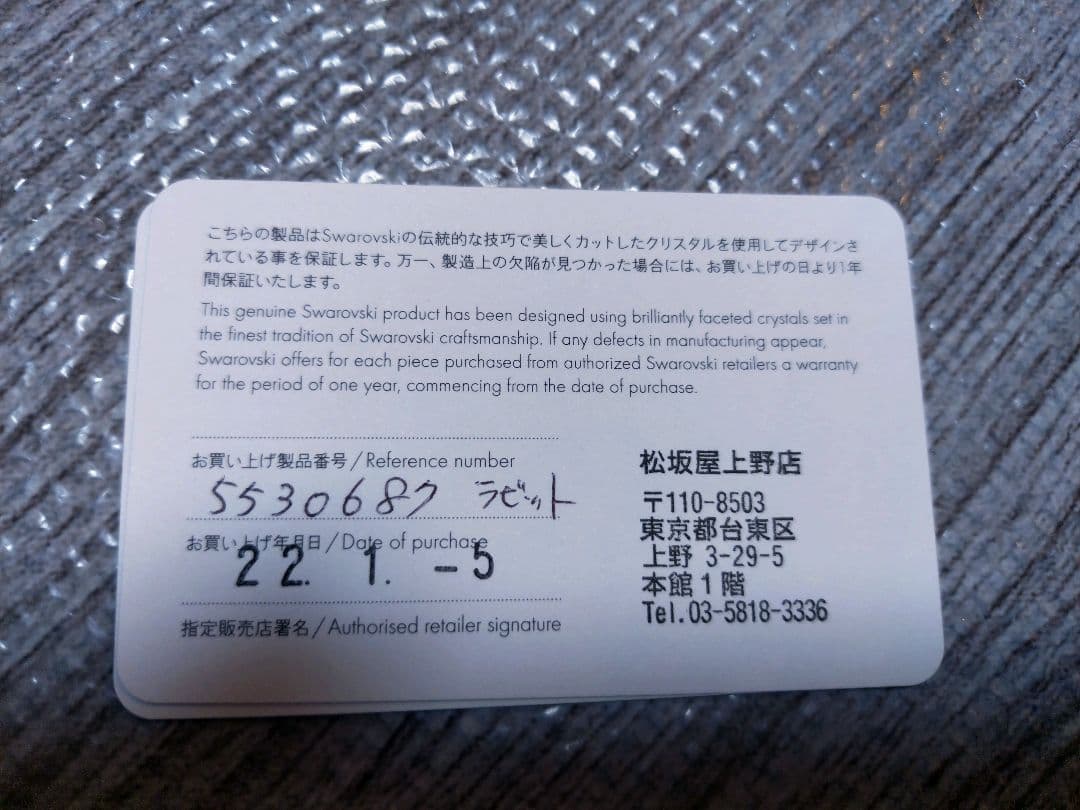 こちらの製品はSwarovskiの伝統的な技巧で美しくカットしたクリスタルを使用してデザインさ
れている事を保証します。万一、製造上の欠陥が見つかった場合には、お買い上げの日より1年
間保証いたします。
This genuine Swarovski product has been designed using brilliantly faceted crystals set in
the finest tradition of Swarovski craftsmanship. If any defects in manufacturing appear,
Swarovski offers for each piece purchased from authorized Swarovski retailers a warranty
for the period of one year, commencing from the date of purchase.
お買い上げ製品番号/Reference number
5530687 ラビット
お買い上げ年月日/Date of purchase
22. 1. -5
指定販売店署名/Authorised retailer signature
松坂屋上野店
〒110-8503
東京都台東区
上野 3-29-5
本館1階
Tel.03-5818-3336